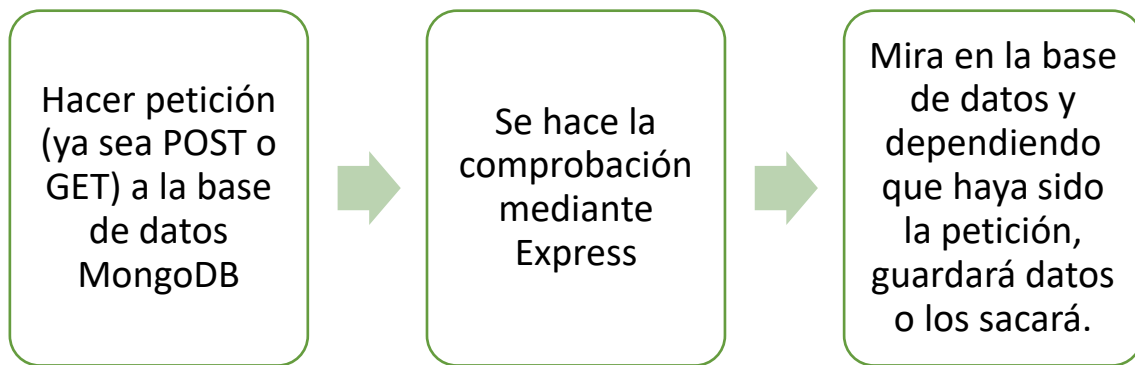 Hacer petición
(ya sea POST o
GET) a la base
de datos
MongoDB
Se hace la
comprobación
mediante
Express
Mira en la base
de datos y
dependiendo
que haya sido
la petición,
guardará datos
o los sacará.